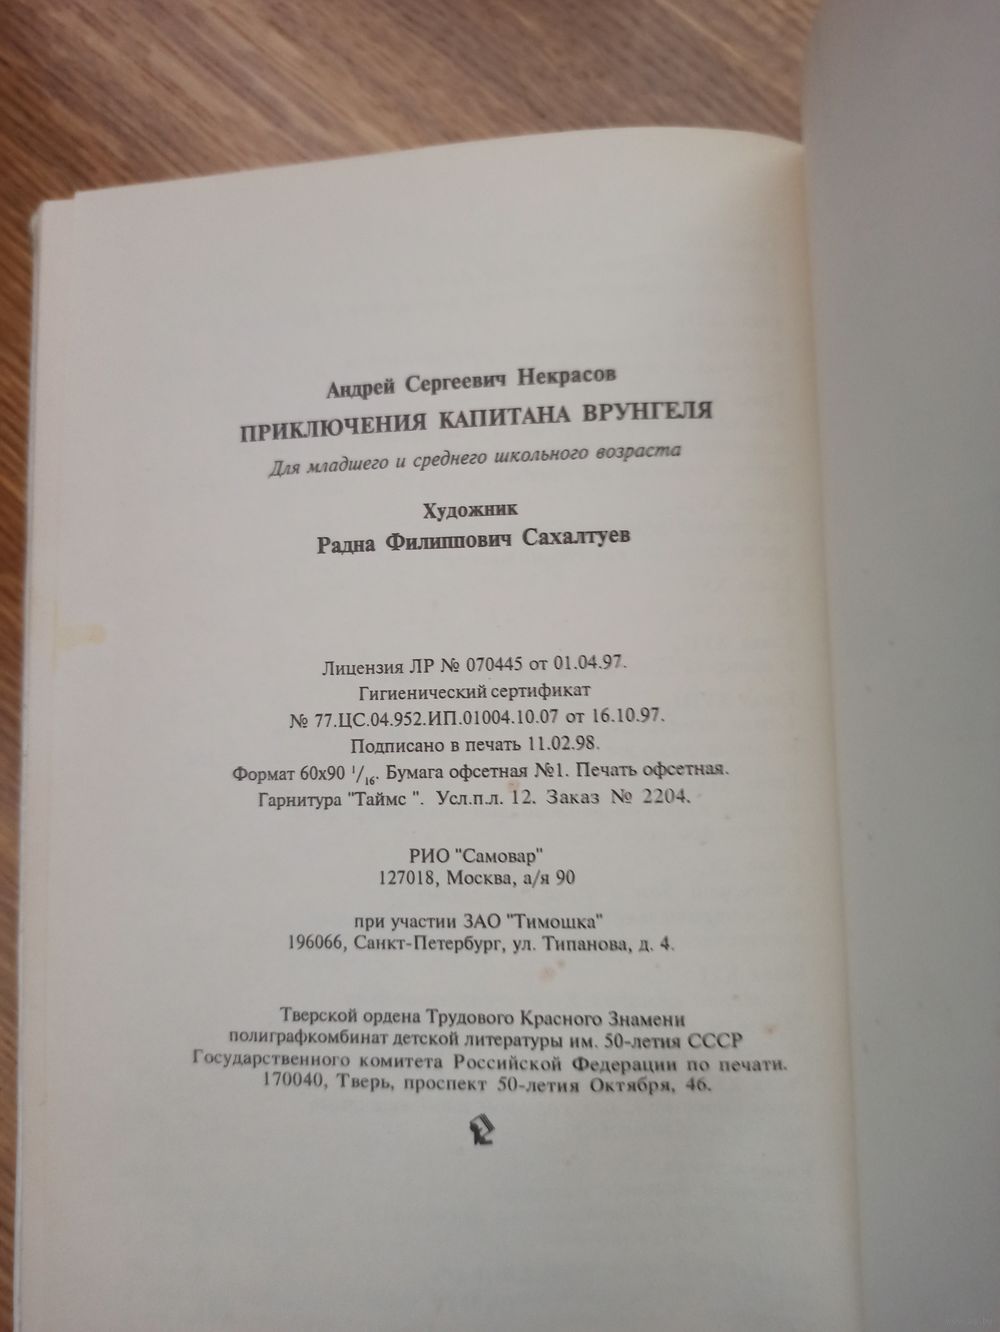 Андрей Сергеевич Некрасов
ПРИКЛЮЧЕНИЯ КАПИТАНА ВРУНГЕЛЯ
Для младшего и среднего школьного возраста
Художник
Радна Филиппович Сахалтуев
Лицензия ЛР № 070445 от 01.04.97.
Гигиенический сертификат
№ 77.ЦС.04.952.ИП.01004.10.07 от 16.10.97.
Подписано в печать 11.02.98.
Формат 60x90 1/16. Бумага офсетная №1. Печать офсетная.
Гарнитура "Таймс ". Усл.п.л. 12. Заказ № 2204.
РИО "Самовар"
127018, Москва, а/я 90
при участии ЗАО "Тимошка"
196066, Санкт-Петербург, ул. Типанова, д. 4.
Тверской ордена Трудового Красного Знамени
полиграфкомбинат детской литературы им. 50-летия СССР
Государственного комитета Российской Федерации по печати.
170040, Тверь, проспект 50-летия Октября, 46.